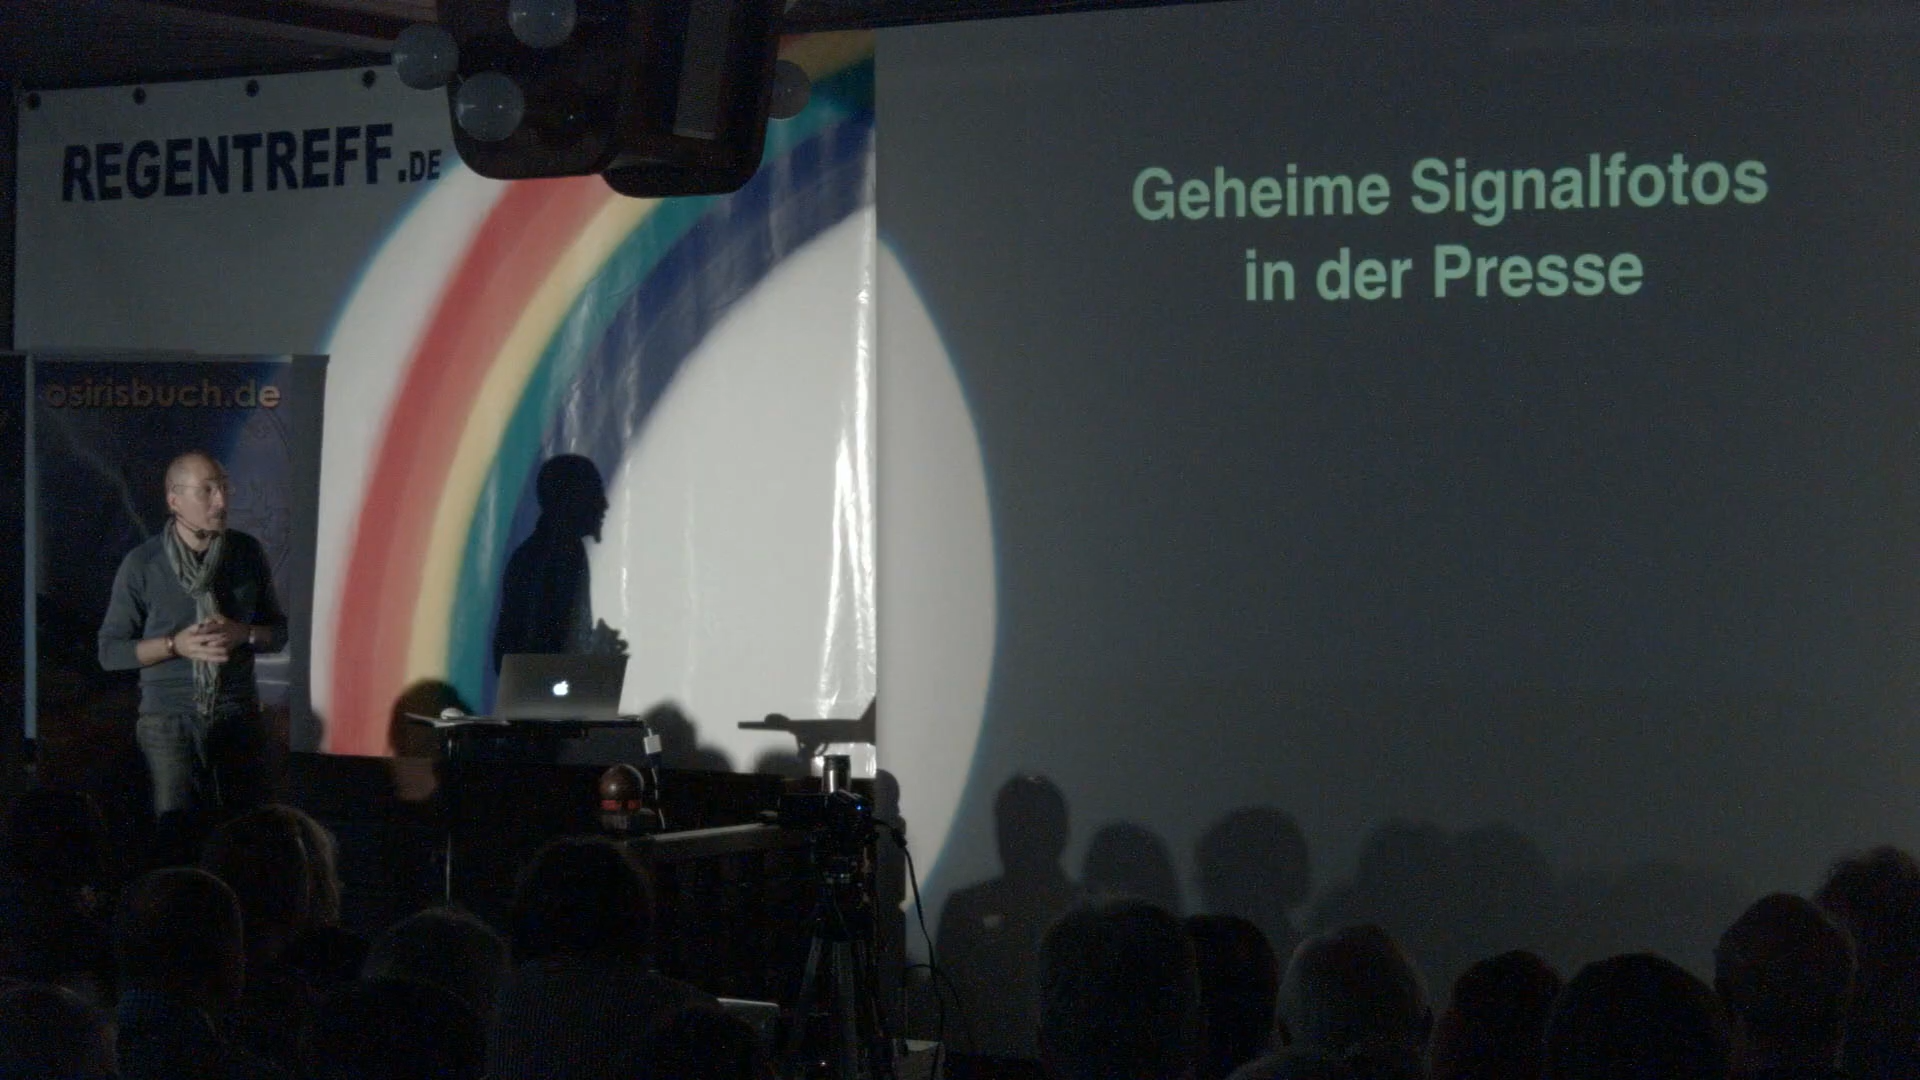 REGENTREFF.DE
Geheime Signalfotos
in der Presse
osirisbuch.de